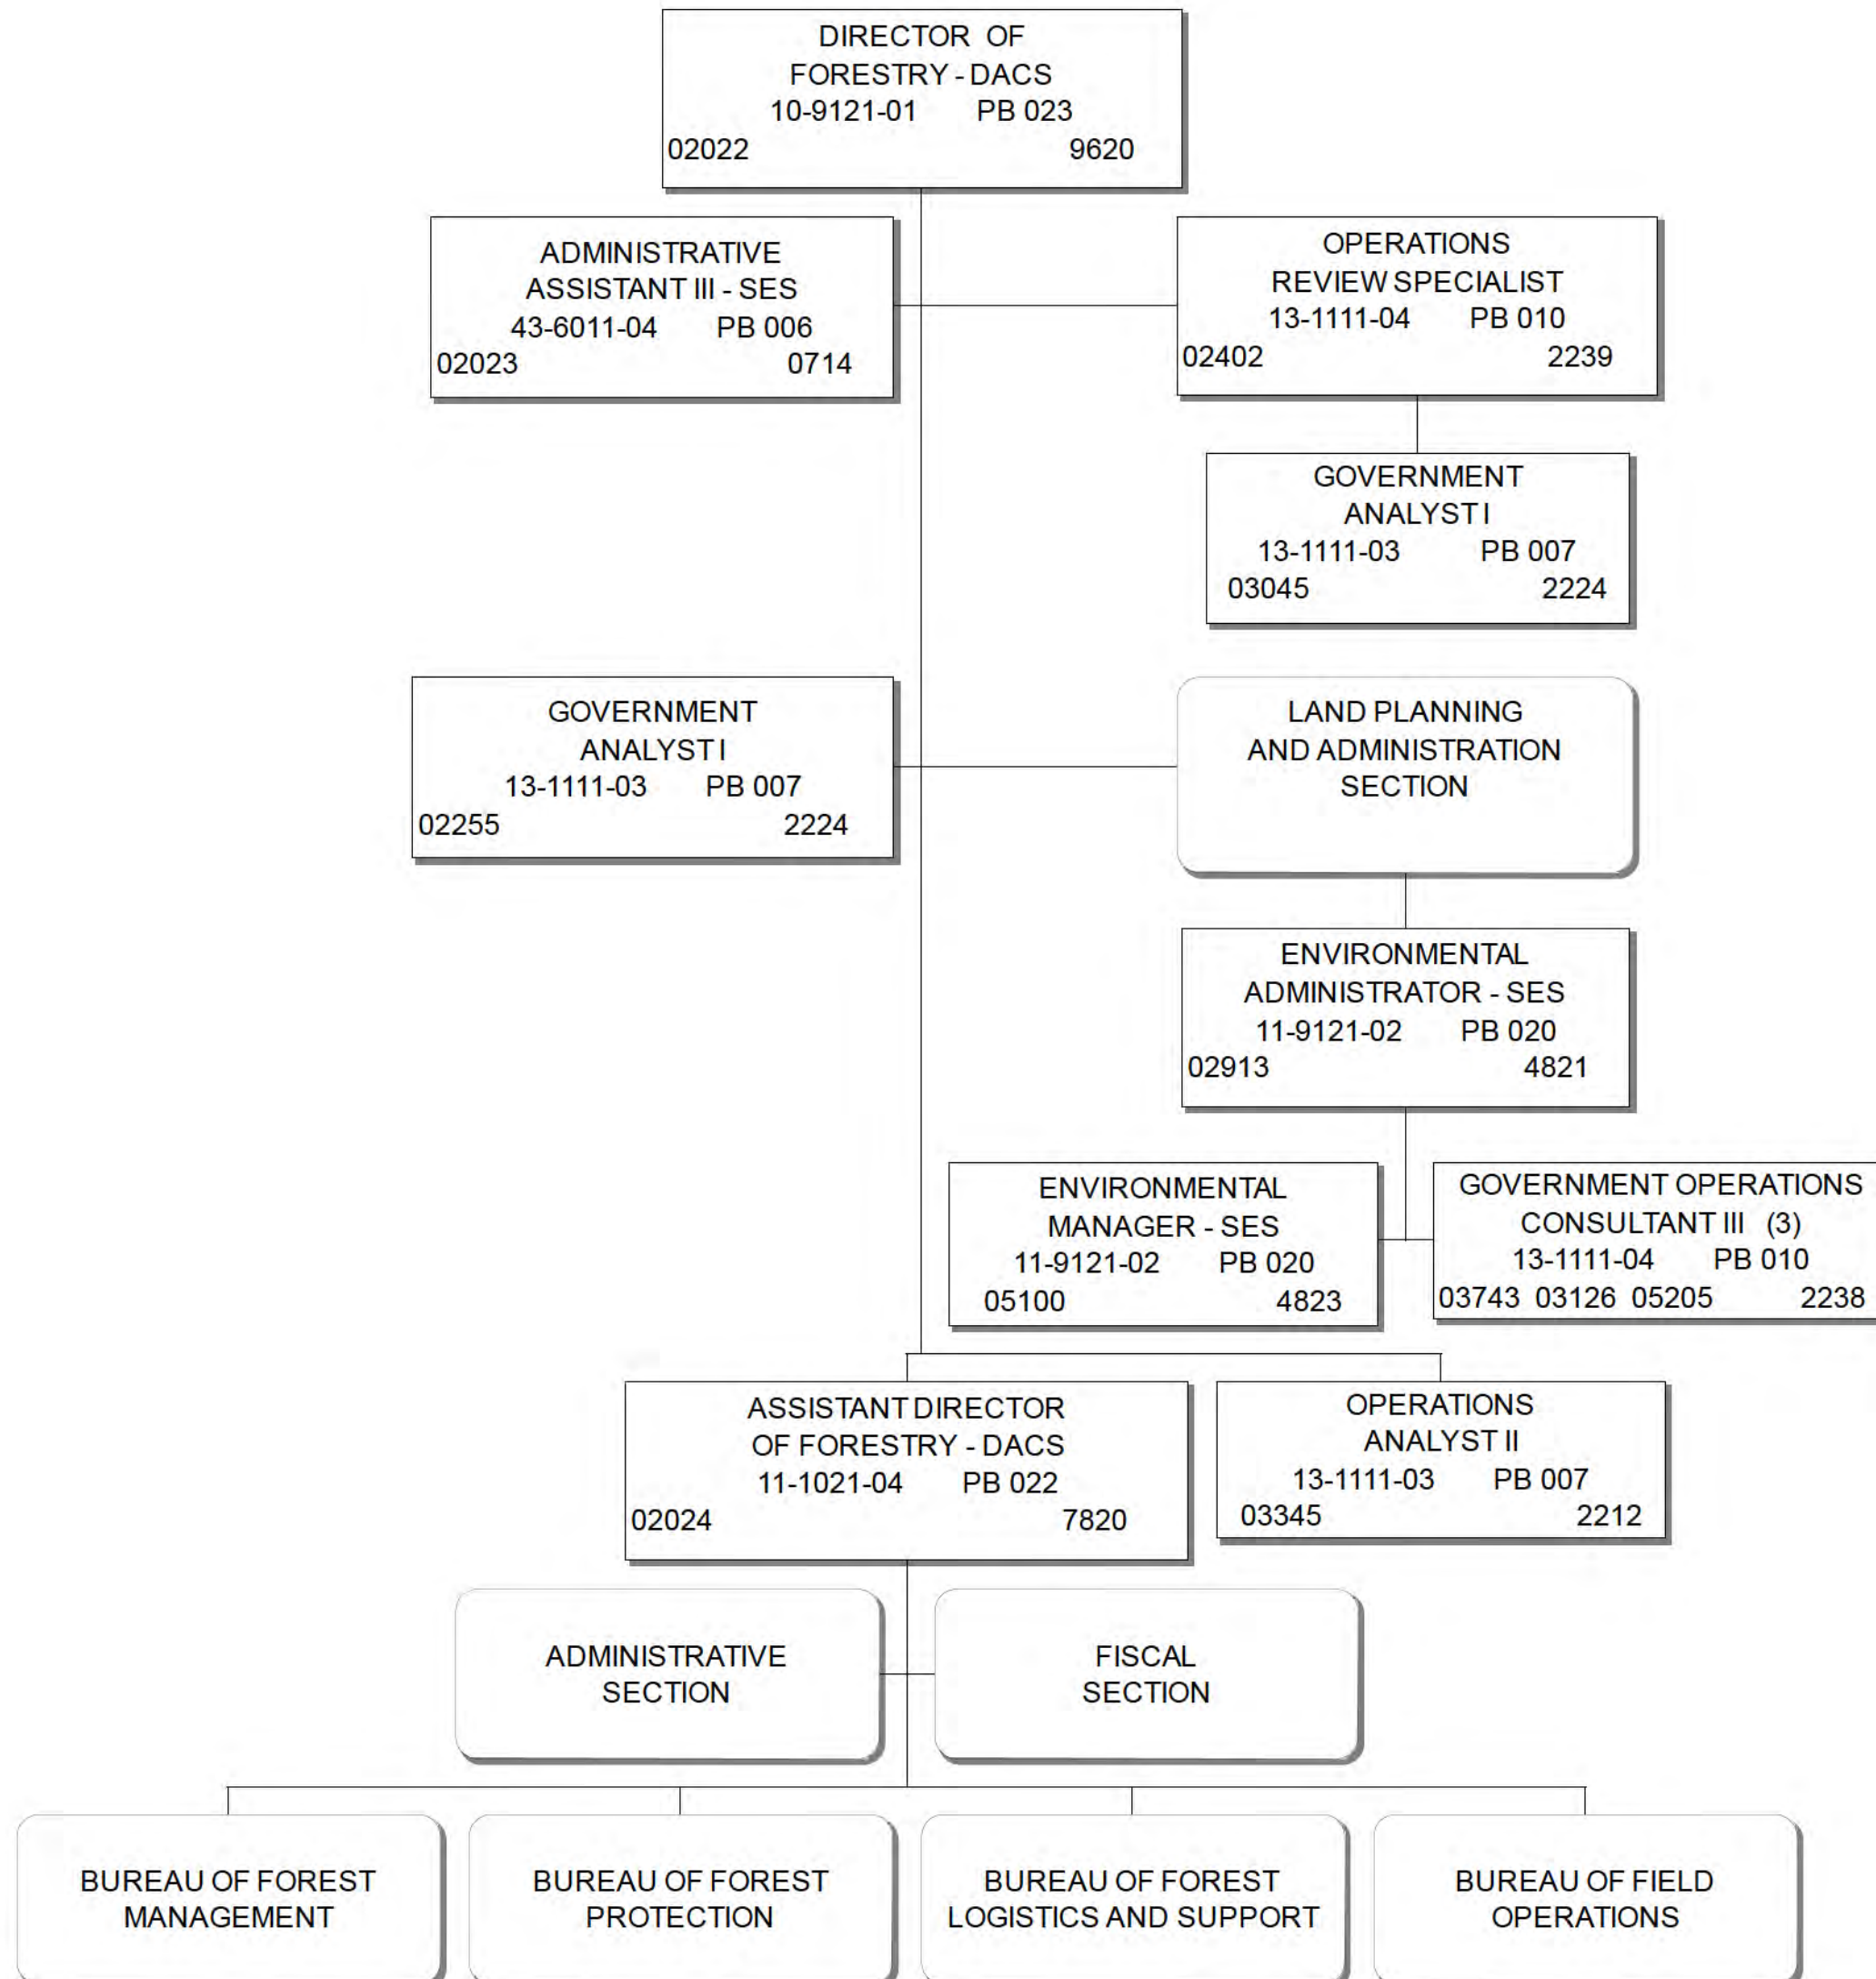 DIRECTOR OF
FORESTRY - DACS
10-9121-01 PB 023
02022 9620
ADMINISTRATIVE
ASSISTANT III - SES
43-6011-04 PB 006
02023 0714
OPERATIONS
REVIEW SPECIALIST
13-1111-04 PB 010
02402 2239
GOVERNMENT
ANALYST I
13-1111-03 PB 007
03045 2224
GOVERNMENT
ANALYST I
13-1111-03 PB 007
02255 2224
LAND PLANNING
AND ADMINISTRATION
SECTION
ENVIRONMENTAL
ADMINISTRATOR - SES
11-9121-02 PB 020
02913 4821
ENVIRONMENTAL
MANAGER - SES
11-9121-02 PB 020
05100 4823
GOVERNMENT OPERATIONS
CONSULTANT III (3)
13-1111-04 PB 010
03743 03126 05205 2238
ASSISTANT DIRECTOR
OF FORESTRY - DACS
11-1021-04 PB 022
02024 7820
OPERATIONS
ANALYST II
13-1111-03 PB 007
03345 2212
ADMINISTRATIVE
SECTION
FISCAL
SECTION
BUREAU OF FOREST
MANAGEMENT
BUREAU OF FOREST
PROTECTION
BUREAU OF FOREST
LOGISTICS AND SUPPORT
BUREAU OF FIELD
OPERATIONS